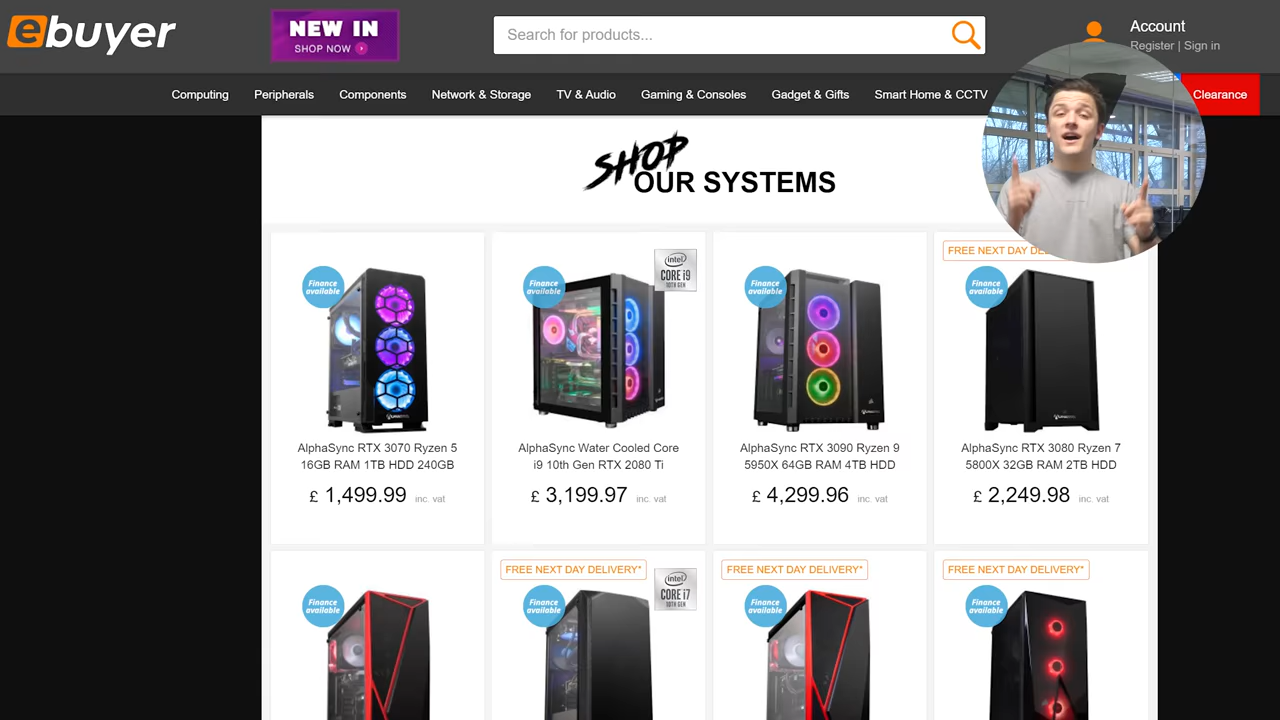 ebuyer
NEW IN
SHOP NOW
Search for products...
Account
Register | Sign in
Computing
Peripherals
Components
Network & Storage
TV & Audio
Gaming & Consoles
Gadget & Gifts
Smart Home & CCTV
Clearance
SHOP
OUR SYSTEMS
Finance
available
AlphaSync RTX 3070 Ryzen 5
16GB RAM 1TB HDD 240GB
£ 1,499.99 inc. vat
Finance
available
intel
CORE i9
10TH GEN
AlphaSync Water Cooled Core
i9 10th Gen RTX 2080 Ti
£ 3,199.97 inc. vat
Finance
available
AlphaSync RTX 3090 Ryzen 9
5950X 64GB RAM 4TB HDD
£ 4,299.96 inc. vat
FREE NEXT DAY
Finance
available
AlphaSync RTX 3080 Ryzen 7
5800X 32GB RAM 2TB HDD
£ 2,249.98 inc. vat
Finance
available
FREE NEXT DAY DELIVERY*
Finance
available
intel
CORE i7
10TH GEN
FREE NEXT DAY DELIVERY*
Finance
available
FREE NEXT DAY DELIVERY*
Finance
available